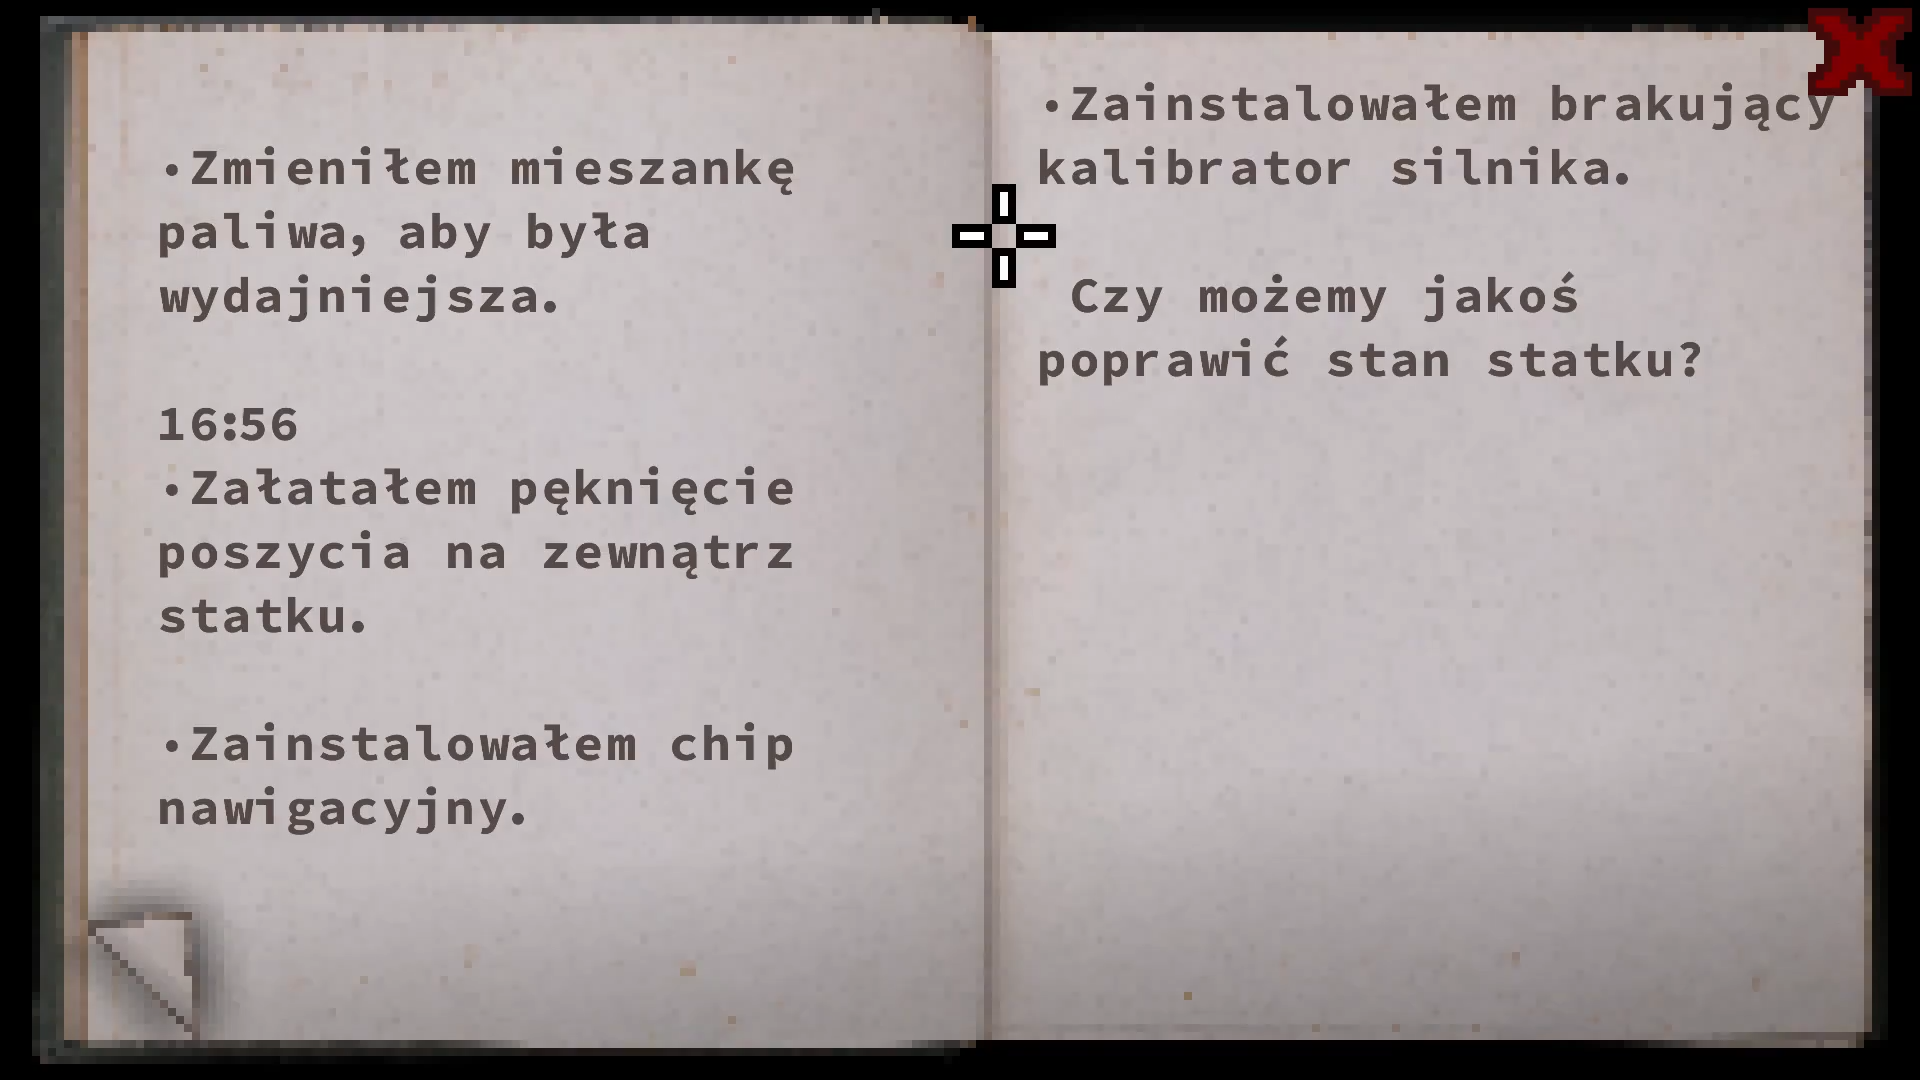 •Zmieniłem mieszankę
paliwa, aby była
wydajniejsza.
16:56
•Załatałem pęknięcie
poszycia na zewnątrz
statku.
•Zainstalowałem chip
nawigacyjny.
•Zainstalowałem brakujący
kalibrator silnika.
Czy możemy jakoś
poprawić stan statku?